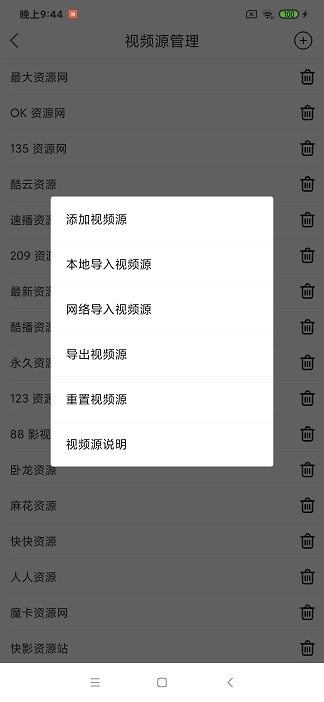 晚上9:44
100
视频源管理
最大资源网
OK 资源网
135 资源网
酷云资源
速播资源
添加视频源
209 资源
本地导入视频源
最新资
网络导入视频源
酷播资
导出视频源
永久资
123 资源
重置视频源
88 影视
视频源说明
卧龙资源
麻花资源
快快资源
人人资源
魔卡资源网
快影资源站